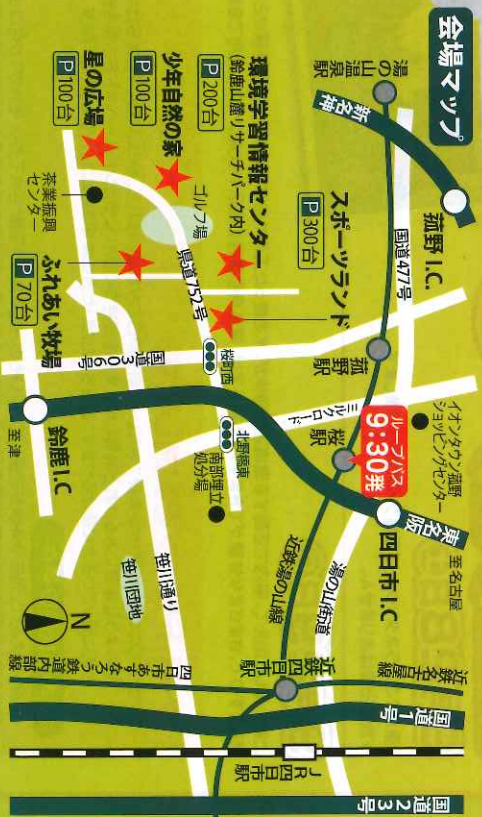 会場マップ
湯の山温泉駅
新名神
菰野I.C.
国道477号
菰野駅
イオンタウン菰野
ショッピングセンター
ループバス
9:30発
桜駅
ミルクロード
東名阪
至名古屋
四日市I.C
湯の山街道
近鉄湯の山線
近鉄名古屋線
近鉄四日市駅
国道1号
JR四日市駅
国道23号
環境学習情報センター
(鈴鹿山麓リサーチパーク内)
P200台
スポーツランド
P300台
少年自然の家
P100台
星の広場
P100台
ゴルフ場
県道752号
茶業振興
センター
ふれあい牧場
P70台
国道306号
桜町西
北勢橋東
南部埋立
処分場
鈴鹿I.C
至津
笹川通り
笹川団地
四日市あすなろう鉄道内部線
N